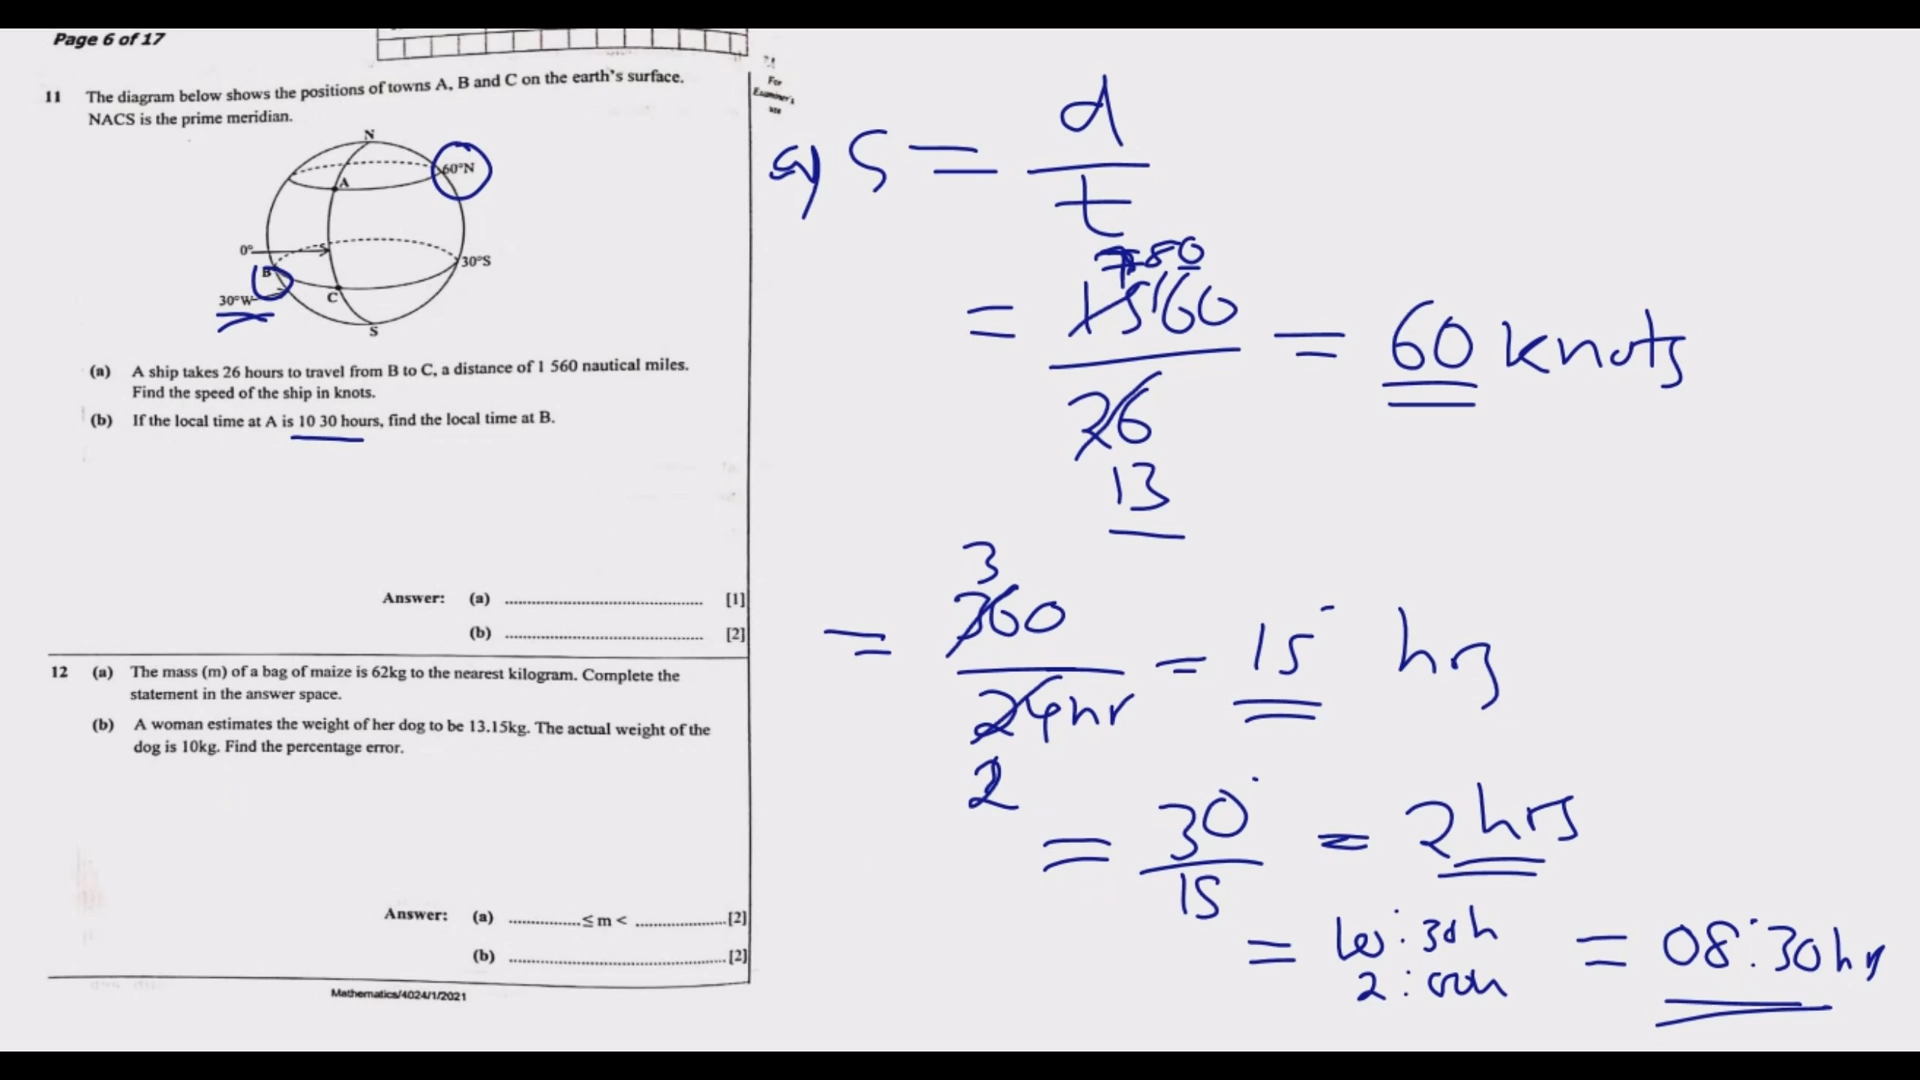 Page 6 of 17
For
Examiner's
use
11 The diagram below shows the positions of towns A, B and C on the earth's surface.
NACS is the prime meridian.
N
60°N
A
0°
B
30°S
30°W
C
S
(a) A ship takes 26 hours to travel from B to C, a distance of 1 560 nautical miles.
Find the speed of the ship in knots.
(b) If the local time at A is 10 30 hours, find the local time at B.
Answer: (a) ........................................ [1]
(b) ........................................ [2]
12 (a) The mass (m) of a bag of maize is 62kg to the nearest kilogram. Complete the
statement in the answer space.
(b) A woman estimates the weight of her dog to be 13.15kg. The actual weight of the
dog is 10kg. Find the percentage error.
Answer: (a) .............. ≤ m < .................. [2]
(b) ........................................... [2]
Mathematics/4024/1/2021
a) S = d
t
780
= 1560 = 60 knots
26
13
3
= 360 = 15° hrs
24hr
2
= 30° = 2hrs
15
= 10:30h = 08:30hr
2:00h